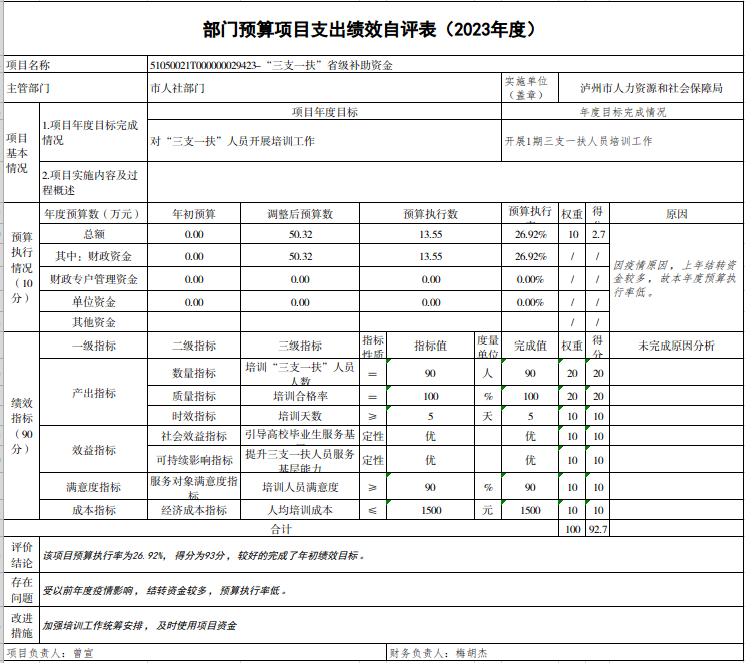 部门预算项目支出绩效自评表（2023年度）
项目名称 51050021T000000029423-“三支一扶”省级补助资金
主管部门 市人社部门 实施单位（盖章） 泸州市人力资源和社会保障局
项目基本情况 1.项目年度目标完成情况 项目年度目标 年度目标完成情况
对“三支一扶”人员开展培训工作 开展1期三支一扶人员培训工作
2.项目实施内容及过程概述
预算执行情况（10分） 年度预算数（万元） 年初预算 调整后预算数 预算执行数 预算执行 权重 得 原因
总额 0.00 50.32 13.55 26.92% 10 2.7 因疫情原因，上年结转资金较多，故本年度预算执行率低。
其中：财政资金 0.00 50.32 13.55 26.92% / /
财政专户管理资金 0.00 0.00 0.00 0.00% / /
单位资金 0.00 0.00 0.00 0.00% / /
其他资金 / /
绩效指标（90分） 一级指标 二级指标 三级指标 指标性质 指标值 度量单位 完成值 权重 得分 未完成原因分析
产出指标 数量指标 培训“三支一扶”人员人数 ＝ 90 人 90 20 20
质量指标 培训合格率 ＝ 100 % 100 20 20
时效指标 培训天数 ≥ 5 天 5 10 10
效益指标 社会效益指标 引导高校毕业生服务基 定性 优 优 10 10
可持续影响指标 提升三支一扶人员服务基层能力 定性 优 优 10 10
满意度指标 服务对象满意度指标 培训人员满意度 ≥ 90 % 90 10 10
成本指标 经济成本指标 人均培训成本 ≤ 1500 元 1500 10 10
合计 100 92.7
评价结论 该项目预算执行率为26.92%，得分为93分，较好的完成了年初绩效目标。
存在问题 受以前年度疫情影响，结转资金较多，预算执行率低。
改进措施 加强培训工作统筹安排，及时使用项目资金
项目负责人：曾宣 财务负责人：梅胡杰